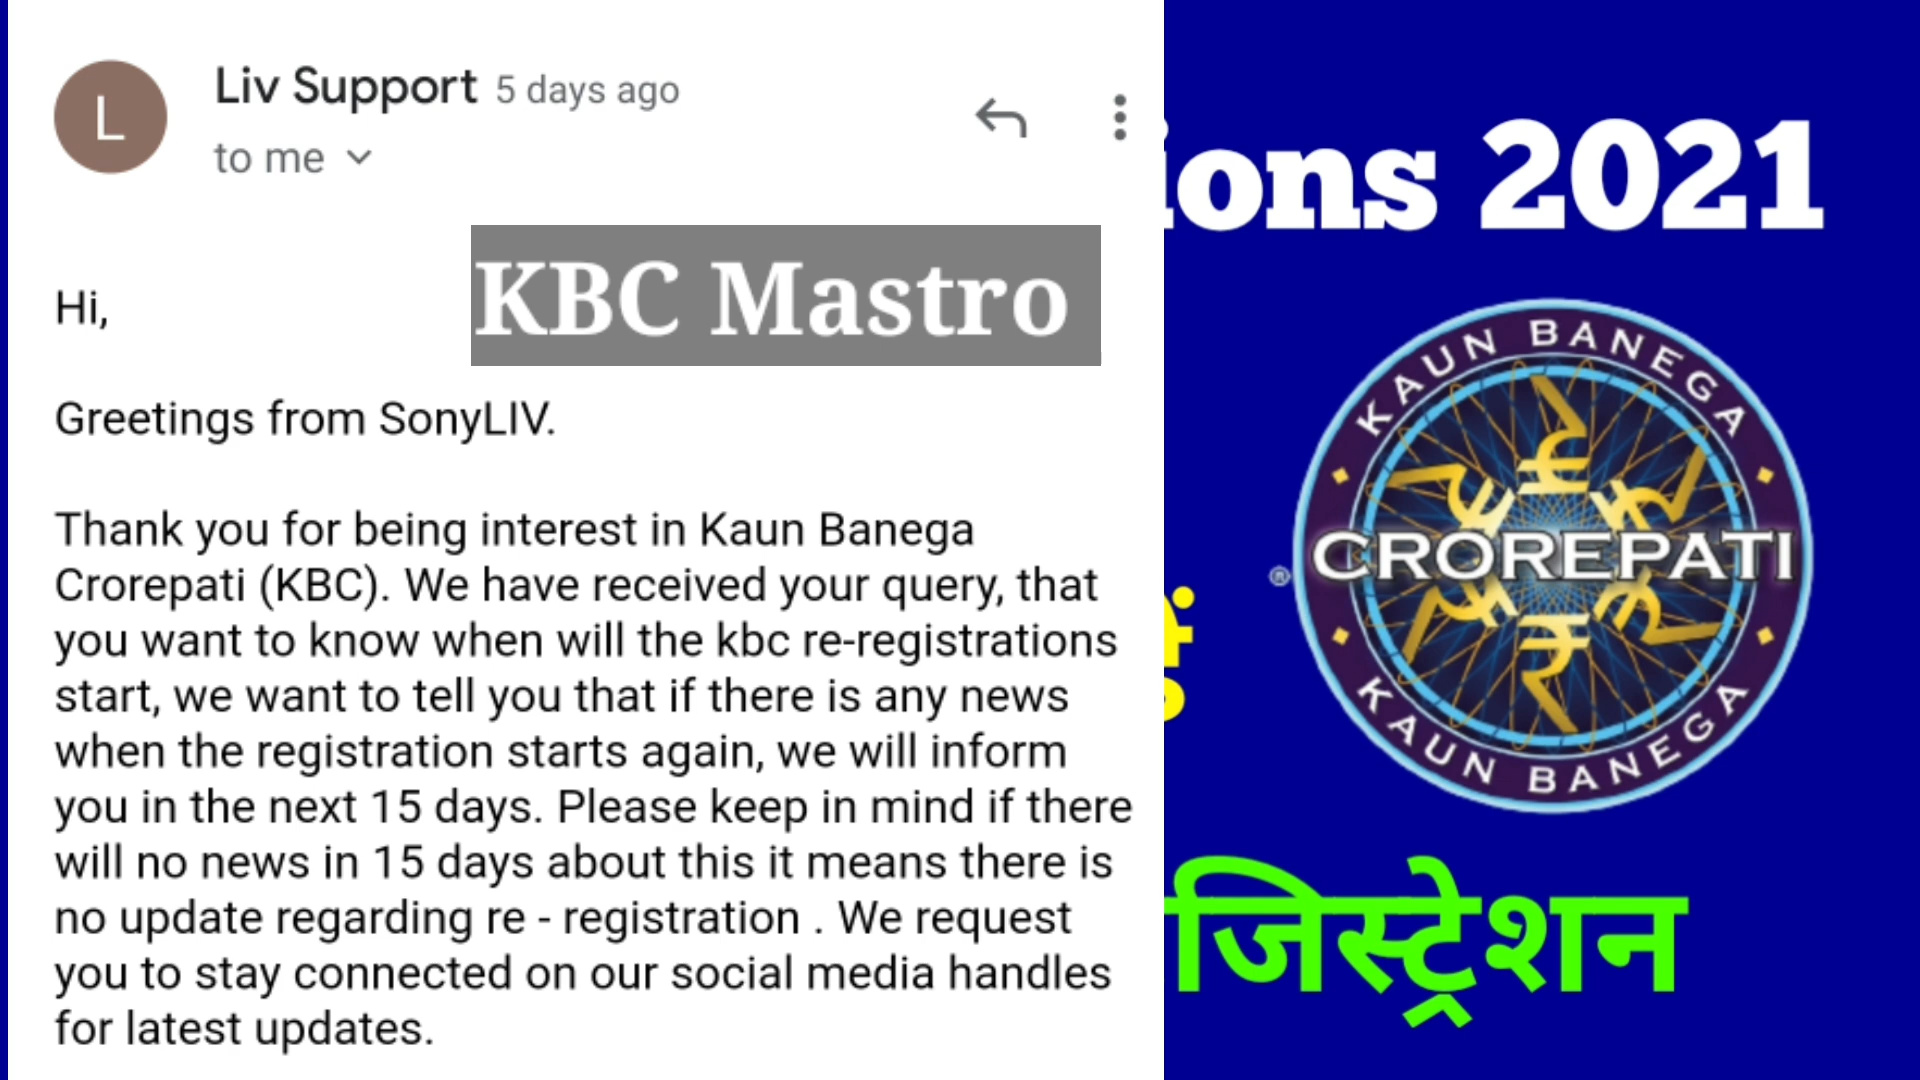 L
Liv Support 5 days ago
to me
KBC Mastro
Hi,
Greetings from SonyLIV.
Thank you for being interest in Kaun Banega
Crorepati (KBC). We have received your query, that
you want to know when will the kbc re-registrations
start, we want to tell you that if there is any news
when the registration starts again, we will inform
you in the next 15 days. Please keep in mind if there
will no news in 15 days about this it means there is
no update regarding re - registration . We request
you to stay connected on our social media handles
for latest updates.
ions 2021
KAUN BANEGA
CROREPATI
®
KAUN BANEGA
जिस्ट्रेशन